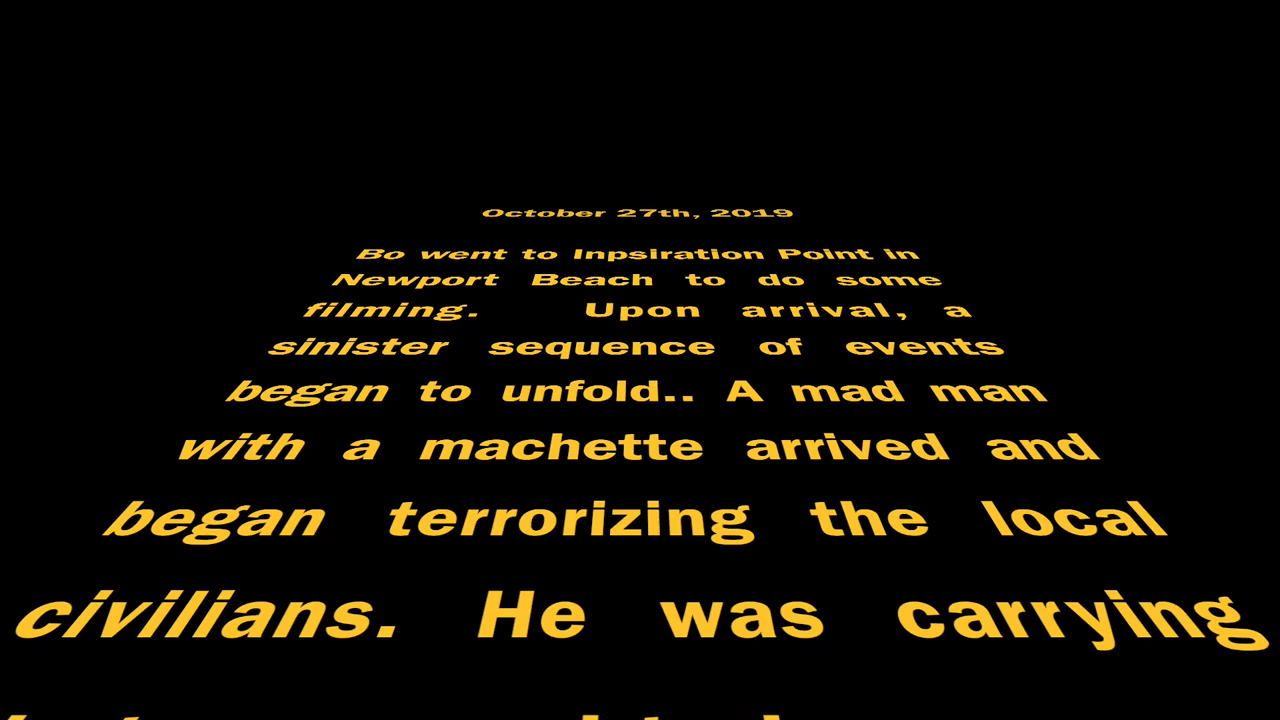 October 27th, 2019
Bo went to Inpsiration Point in
Newport Beach to do some
filming. Upon arrival, a
sinister sequence of events
began to unfold.. A mad man
with a machette arrived and
began terrorizing the local
civilians. He was carrying